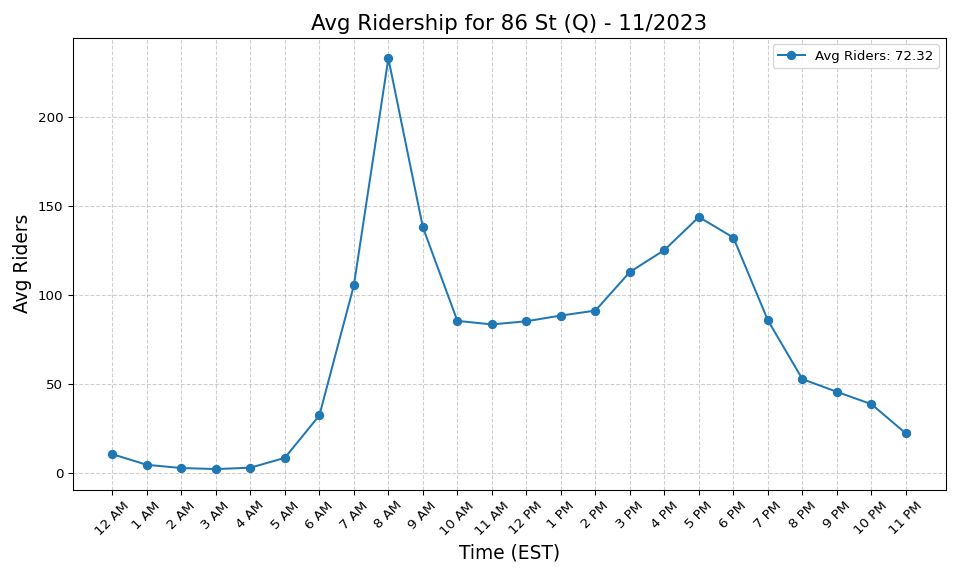 Avg Ridership for 86 St (Q) - 11/2023
Avg Riders: 72.32
Avg Riders
200
150
100
50
0
12 AM
1 AM
2 AM
3 AM
4 AM
5 AM
6 AM
7 AM
8 AM
9 AM
10 AM
11 AM
12 PM
1 PM
2 PM
3 PM
4 PM
5 PM
6 PM
7 PM
8 PM
9 PM
10 PM
11 PM
Time (EST)